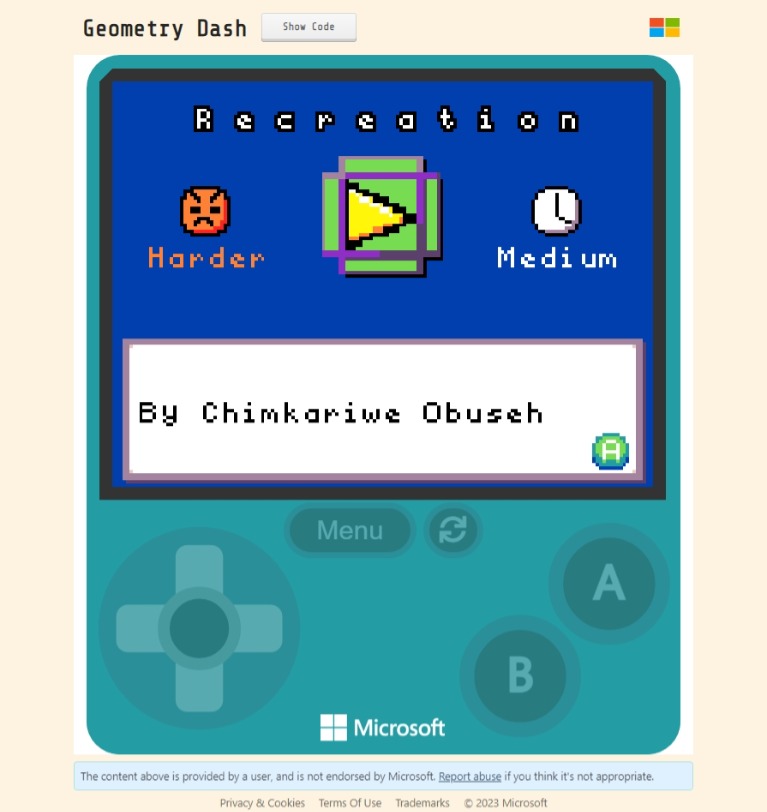 Geometry Dash Show Code
Recreation
Harder Medium
By Chimkariwe Obuseh
A
Menu
A
B
Microsoft
The content above is provided by a user, and is not endorsed by Microsoft. Report abuse if you think it's not appropriate.
Privacy & Cookies Terms Of Use Trademarks © 2023 Microsoft